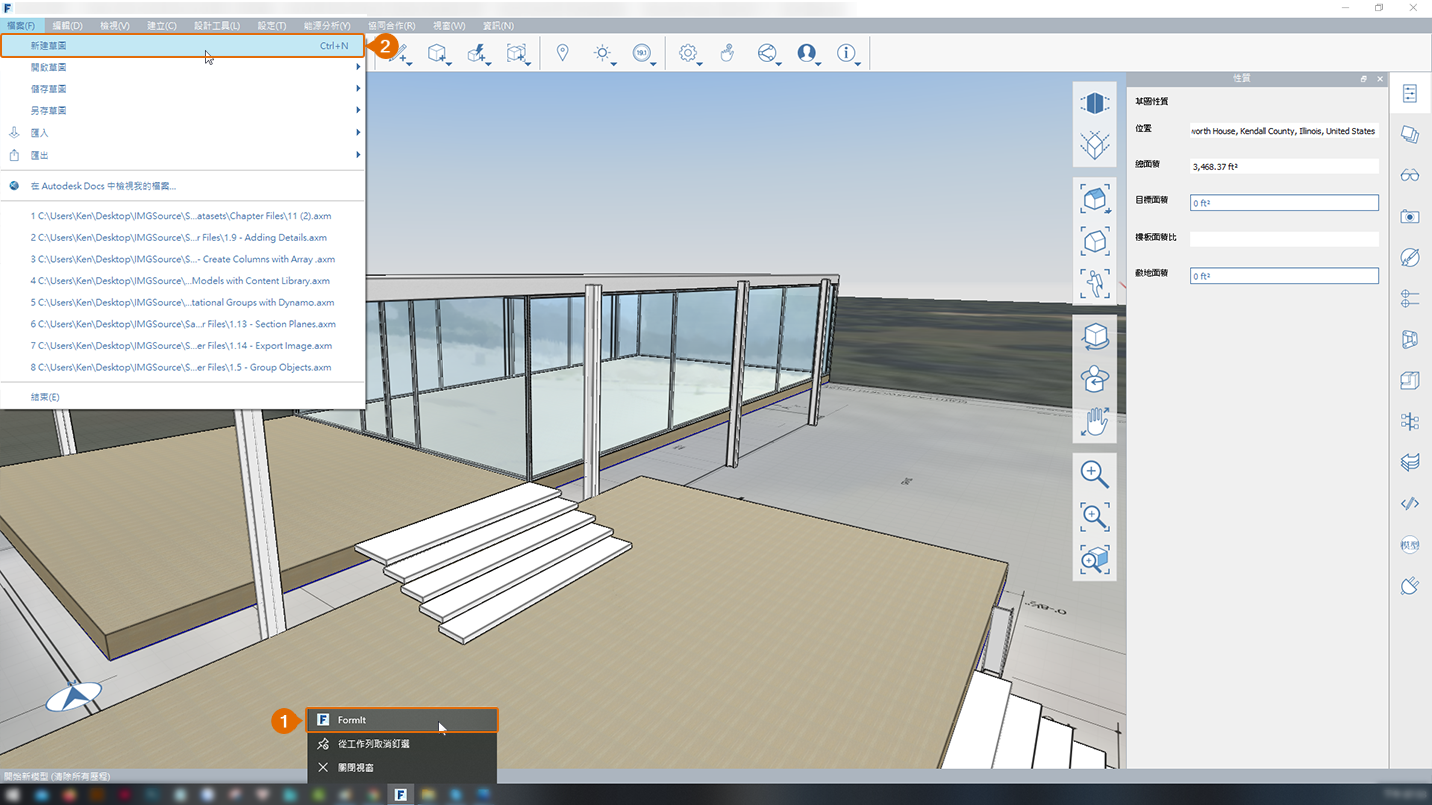 檔案(F) 編輯(D) 檢視(V) 建立(C) 設計工具(L) 設定(T) 能源分析(Y) 協同合作(R) 視窗(W) 資訊(N)
新建草圖 Ctrl+N
2
開啟草圖
儲存草圖
另存草圖
匯入
匯出
在 Autodesk Docs 中檢視我的檔案...
1 C:\Users\Ken\Desktop\IMGSource\S...atasets\Chapter Files\11 (2).axm
2 C:\Users\Ken\Desktop\IMGSource\S...r Files\1.9 - Adding Details.axm
3 C:\Users\Ken\Desktop\IMGSource\S...- Create Columns with Array .axm
4 C:\Users\Ken\Desktop\IMGSource\...Models with Content Library.axm
5 C:\Users\Ken\Desktop\IMGSource\...tational Groups with Dynamo.axm
6 C:\Users\Ken\Desktop\IMGSource\Sa...r Files\1.13 - Section Planes.axm
7 C:\Users\Ken\Desktop\IMGSource\S...er Files\1.14 - Export Image.axm
8 C:\Users\Ken\Desktop\IMGSource\S...er Files\1.5 - Group Objects.axm
結束(E)
19.1
性質
草圖性質
位置 worth House, Kendall County, Illinois, United States
總面積 3,468.37 ft²
目標面積 0 ft²
樓板面積比
敷地面積 0 ft²
模型
1
FormIt
從工作列取消釘選
關閉視窗
開始新模型 (清除所有歷程)